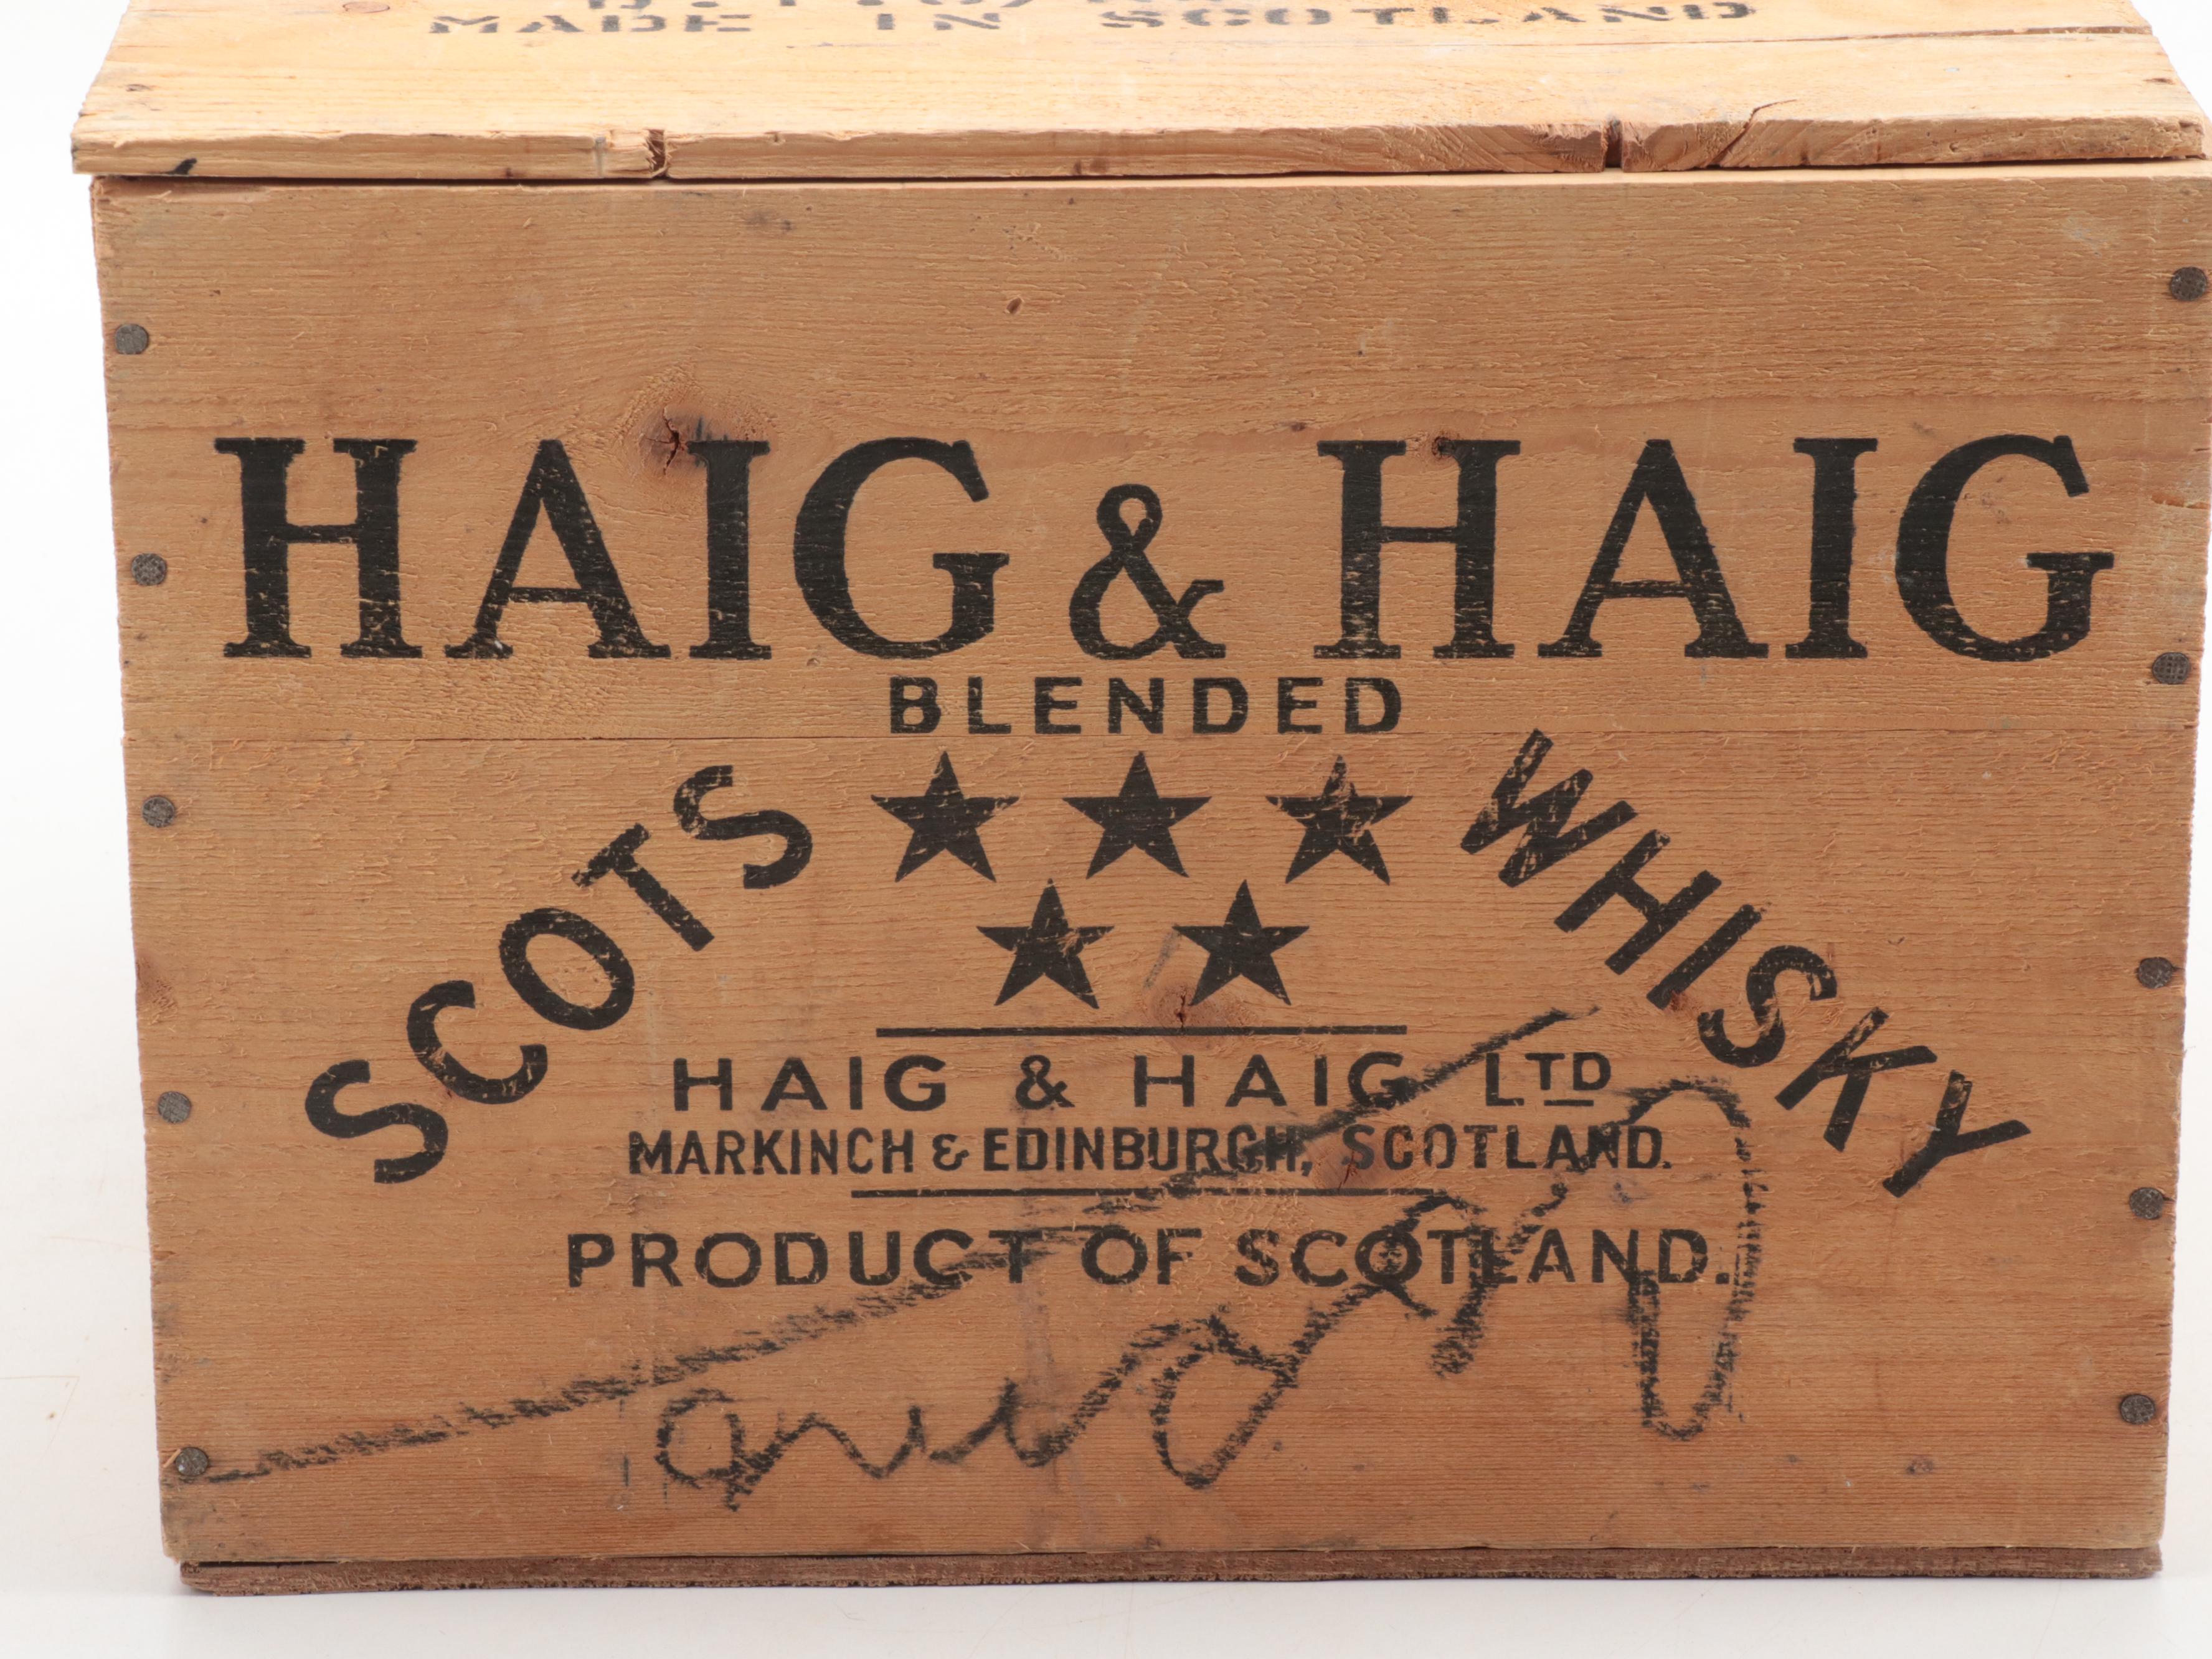 MADE IN SCOTLAND
HAIG & HAIG
BLENDED
SCOTS WHISKY
HAIG & HAIG LTD
MARKINCH & EDINBURGH, SCOTLAND.
PRODUCT OF SCOTLAND.